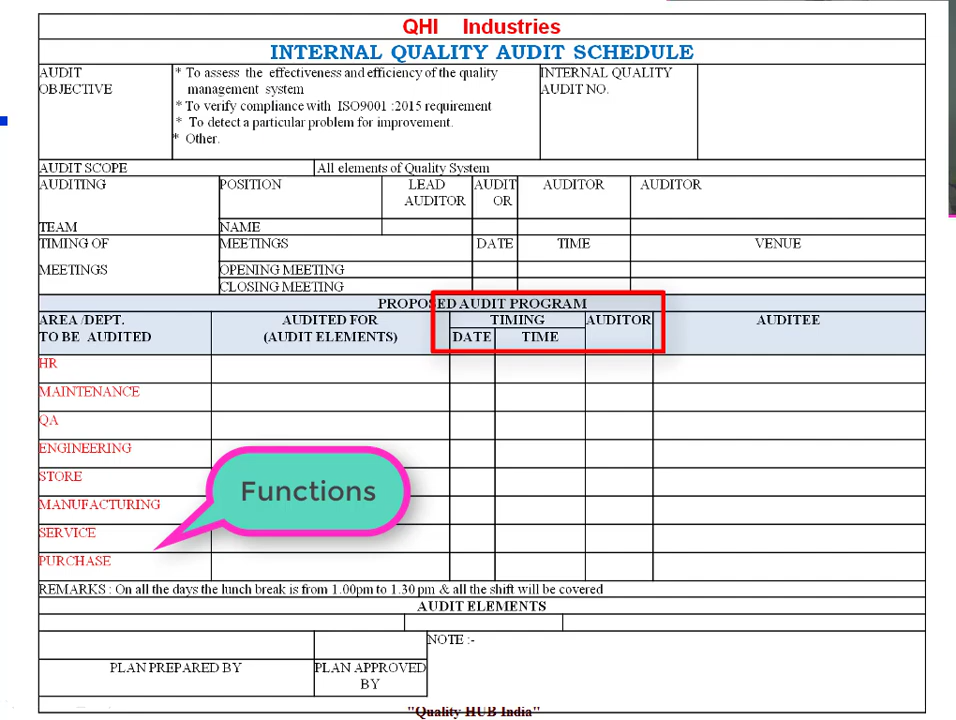 QHI Industries
INTERNAL QUALITY AUDIT SCHEDULE
AUDIT OBJECTIVE
* To assess the effectiveness and efficiency of the quality
management system
* To verify compliance with ISO9001 :2015 requirement
* To detect a particular problem for improvement.
* Other.
INTERNAL QUALITY
AUDIT NO.
AUDIT SCOPE
All elements of Quality System
AUDITING
TEAM
POSITION
LEAD
AUDITOR
AUDIT
OR
AUDITOR
AUDITOR
NAME
TIMING OF
MEETINGS
MEETINGS
DATE
TIME
VENUE
OPENING MEETING
CLOSING MEETING
PROPOSED AUDIT PROGRAM
AREA /DEPT.
TO BE AUDITED
AUDITED FOR
(AUDIT ELEMENTS)
TIMING
DATE
TIME
AUDITOR
AUDITEE
HR
MAINTENANCE
QA
ENGINEERING
STORE
MANUFACTURING
SERVICE
PURCHASE
Functions
REMARKS : On all the days the lunch break is from 1.00pm to 1.30 pm & all the shift will be covered
AUDIT ELEMENTS
NOTE :-
PLAN PREPARED BY
PLAN APPROVED
BY
"Quality HUB India"